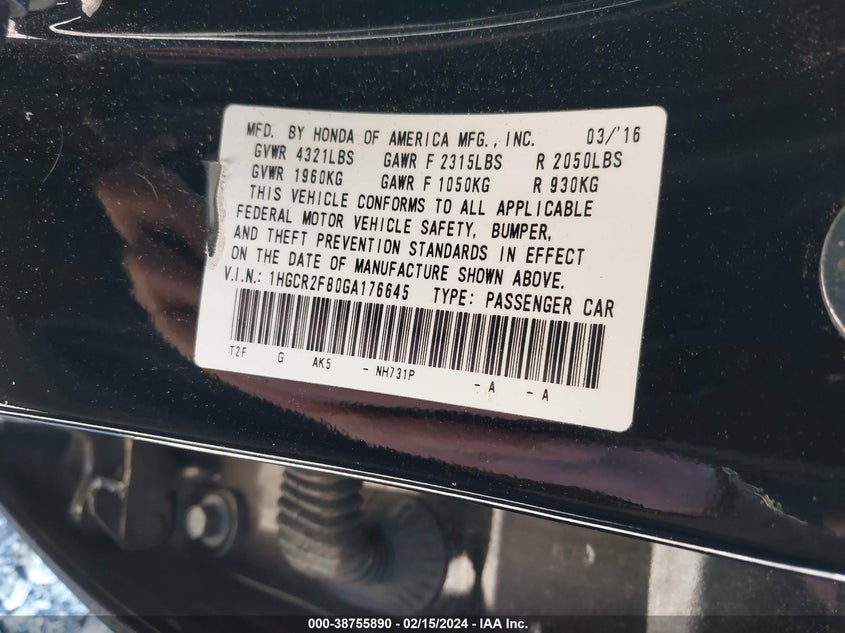 MFD. BY HONDA OF AMERICA MFG., INC. 03/'16
GVWR 4321LBS GAWR F 2315LBS R 2050LBS
GVWR 1960KG GAWR F 1050KG R 930KG
THIS VEHICLE CONFORMS TO ALL APPLICABLE
FEDERAL MOTOR VEHICLE SAFETY, BUMPER,
AND THEFT PREVENTION STANDARDS IN EFFECT
ON THE DATE OF MANUFACTURE SHOWN ABOVE.
V.I.N.: 1HGCR2F80GA176645 TYPE: PASSENGER CAR
T2F G AK5 - NH731P - A - A
000-38755890 - 02/15/2024 - IAA Inc.